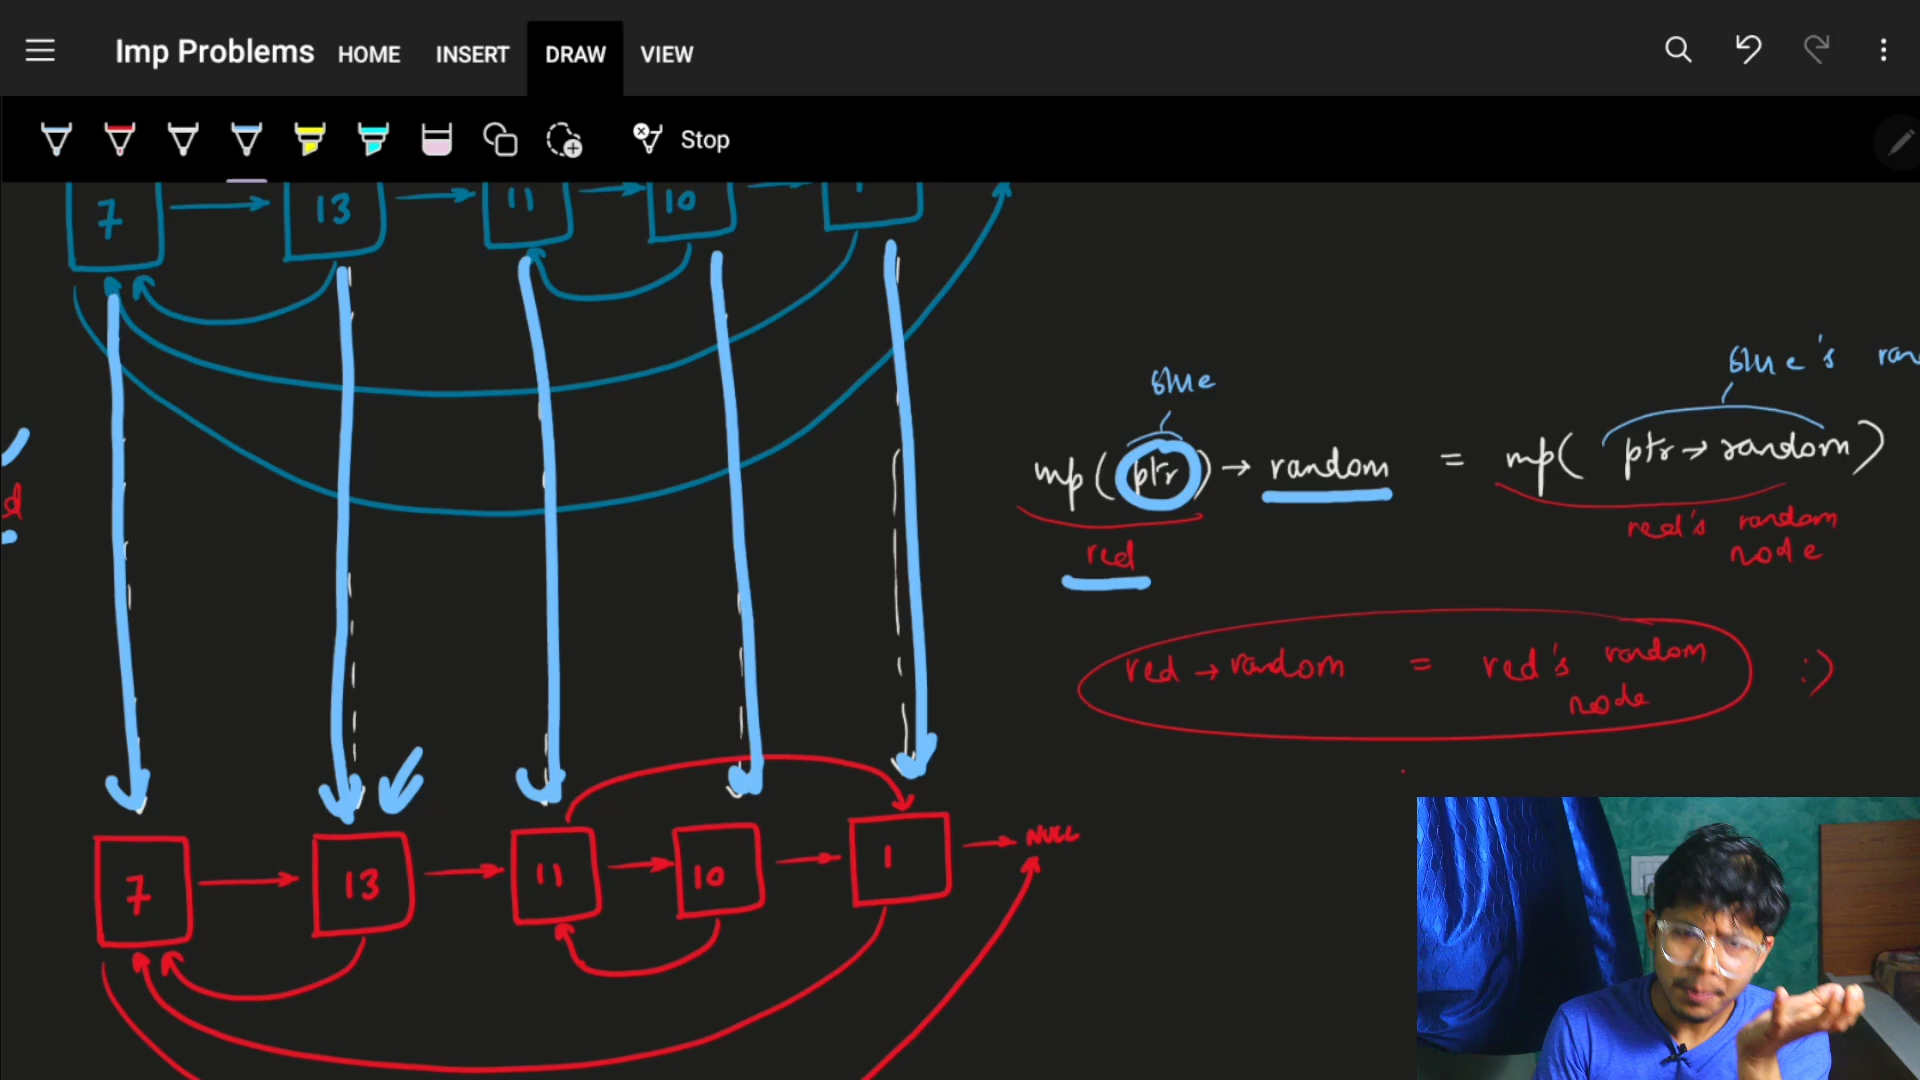 Imp Problems HOME INSERT DRAW VIEW
Stop
7 13 11 10
blue
blue's
mp(ptr)→random = mp(ptr→random)
red
red's random
node
d
red→random = red's random
node :)
7 13 11 10 1 NULL